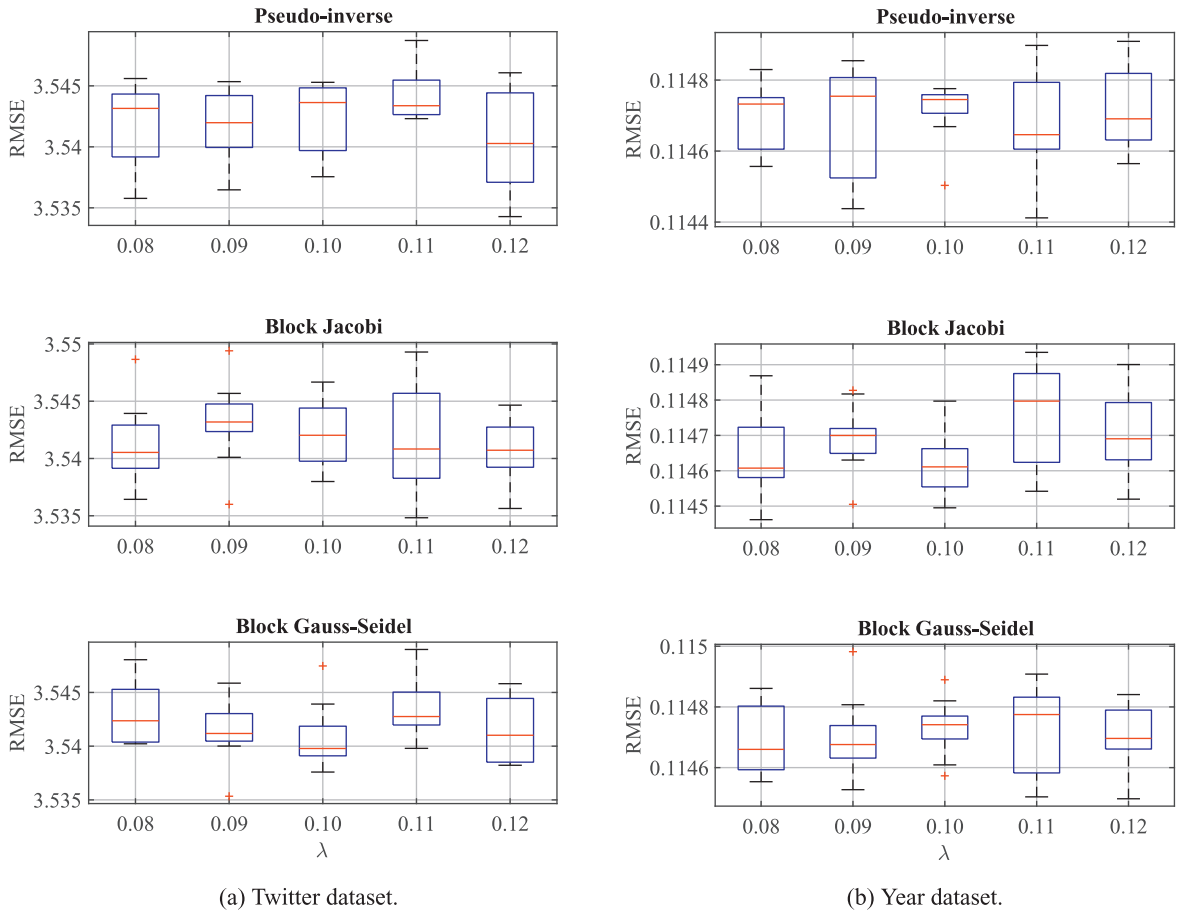 Pseudo-inverse
RMSE
3.545
3.54
3.535
0.08 0.09 0.10 0.11 0.12
Block Jacobi
RMSE
3.55
3.545
3.54
3.535
0.08 0.09 0.10 0.11 0.12
Block Gauss-Seidel
RMSE
3.545
3.54
3.535
0.08 0.09 0.10 0.11 0.12
λ
(a) Twitter dataset.
Pseudo-inverse
RMSE
0.1148
0.1146
0.1144
0.08 0.09 0.10 0.11 0.12
Block Jacobi
RMSE
0.1149
0.1148
0.1147
0.1146
0.1145
0.08 0.09 0.10 0.11 0.12
Block Gauss-Seidel
RMSE
0.115
0.1148
0.1146
0.08 0.09 0.10 0.11 0.12
λ
(b) Year dataset.